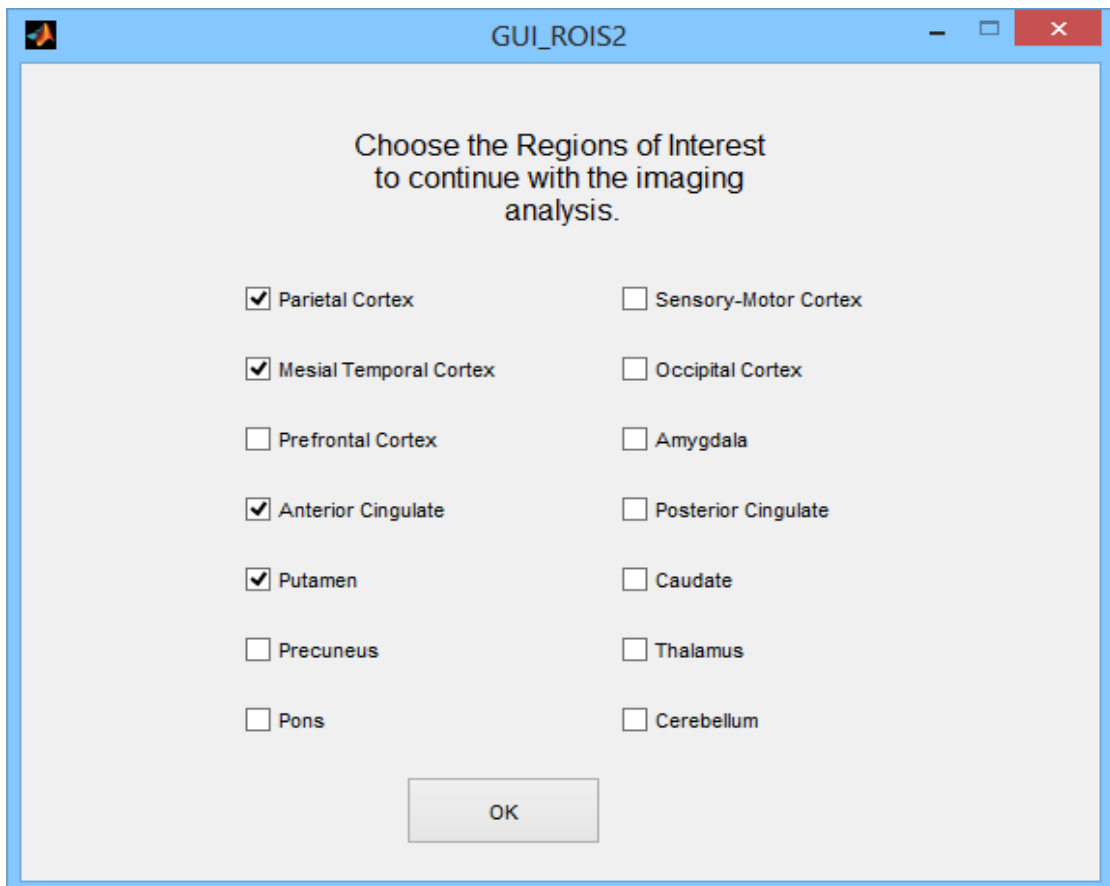 GUI_ROIS2
Choose the Regions of Interest
to continue with the imaging
analysis.
Parietal Cortex
Sensory-Motor Cortex
Mesial Temporal Cortex
Occipital Cortex
Prefrontal Cortex
Amygdala
Anterior Cingulate
Posterior Cingulate
Putamen
Caudate
Precuneus
Thalamus
Pons
Cerebellum
OK